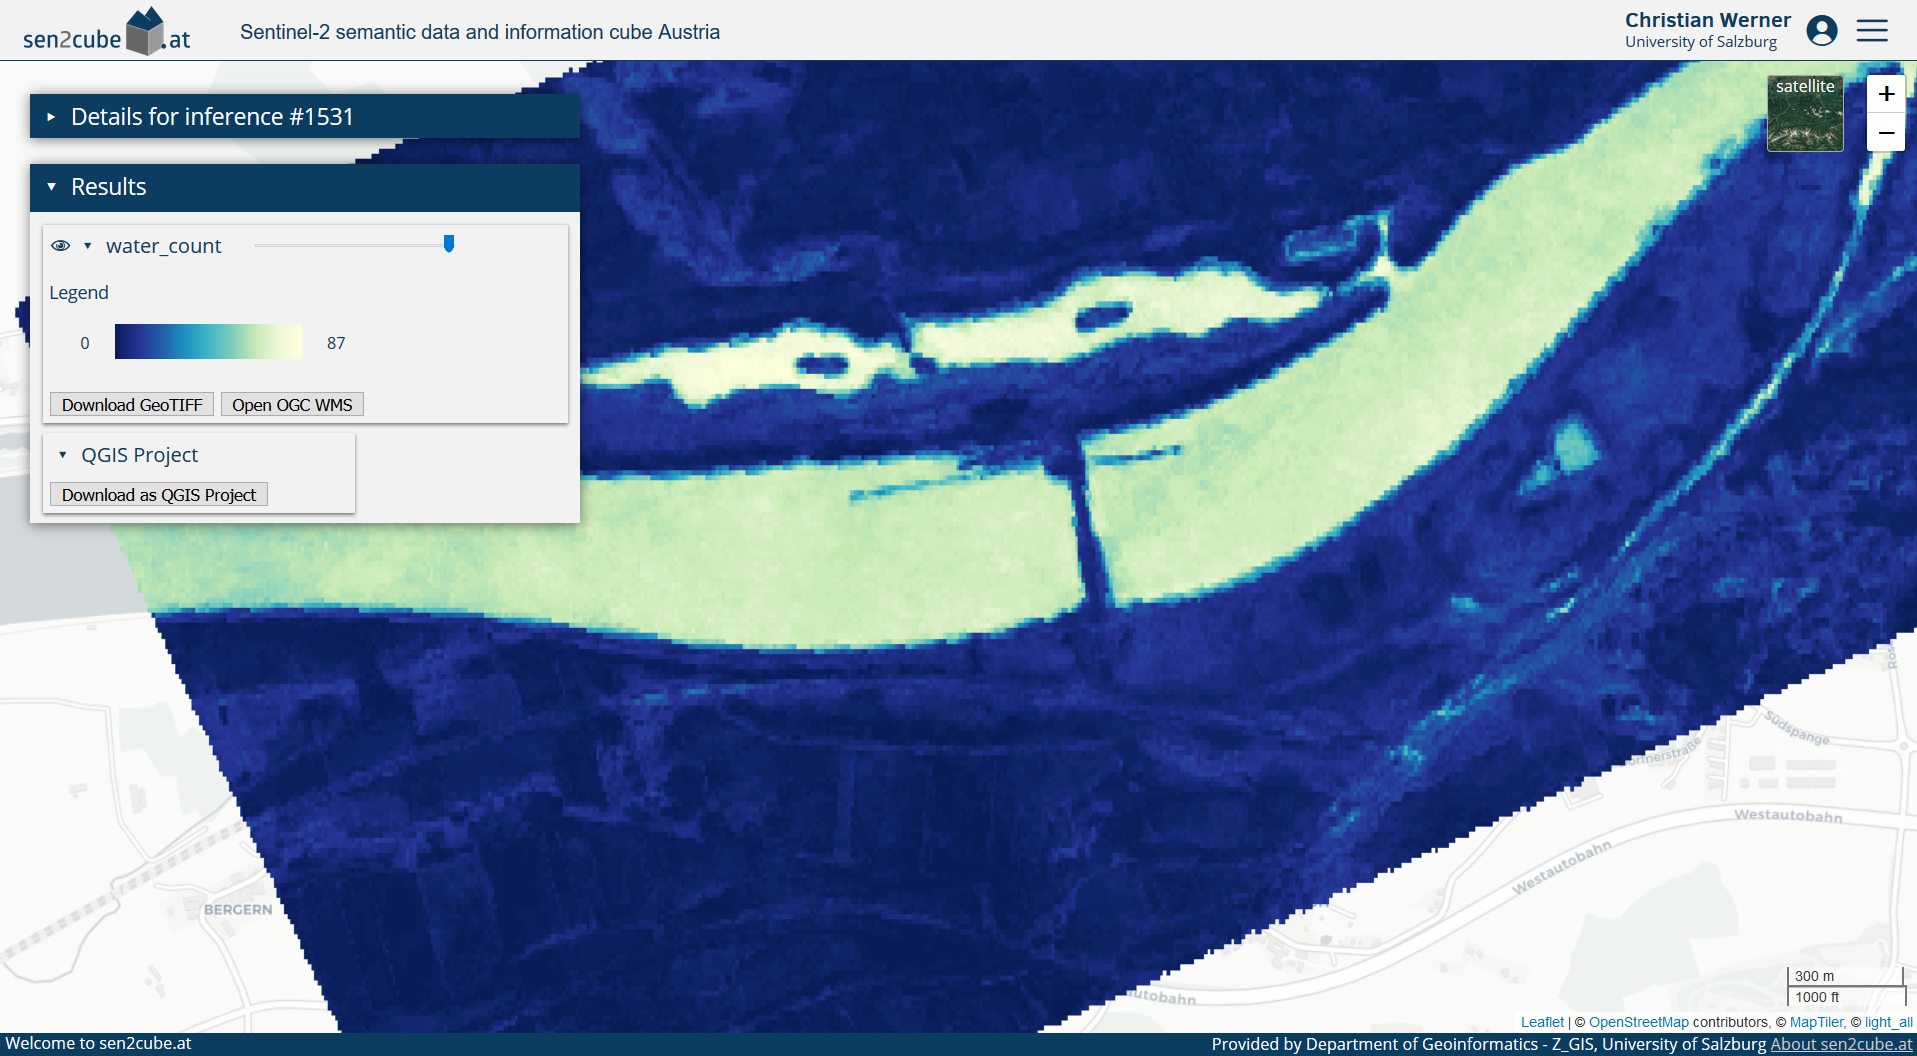 sen2cube.at
Sentinel-2 semantic data and information cube Austria
Christian Werner
University of Salzburg
Details for inference #1531
satellite
+
−
Results
water_count
Legend
0
87
Download GeoTIFF
Open OGC WMS
QGIS Project
Download as QGIS Project
Südspange
Westautobahn
Westautobahn
BERGERN
300 m
1000 ft
Leaflet | © OpenStreetMap contributors, © MapTiler, © light_all
Welcome to sen2cube.at
Provided by Department of Geoinformatics - Z_GIS, University of Salzburg About sen2cube.at